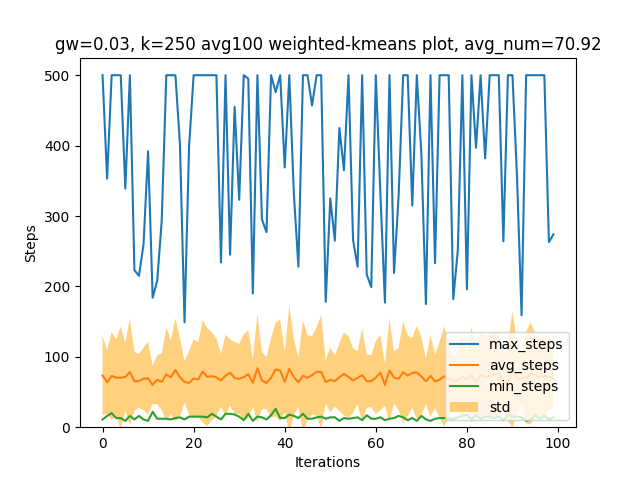 gw=0.03, k=250 avg100 weighted-kmeans plot, avg_num=70.92
500
400
300
200
100
0
Steps
max_steps
avg_steps
min_steps
std
0 20 40 60 80 100
Iterations